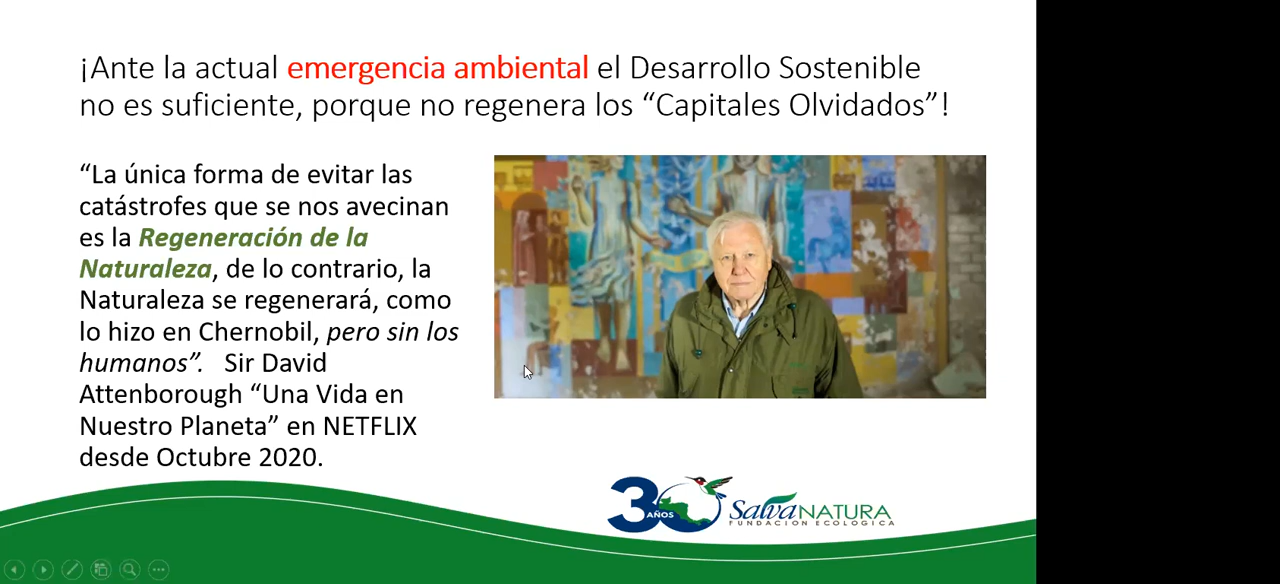 ¡Ante la actual emergencia ambiental el Desarrollo Sostenible
no es suficiente, porque no regenera los “Capitales Olvidados”!
“La única forma de evitar las
catástrofes que se nos avecinan
es la Regeneración de la
Naturaleza, de lo contrario, la
Naturaleza se regenerará, como
lo hizo en Chernobil, pero sin los
humanos”. Sir David
Attenborough “Una Vida en
Nuestro Planeta” en NETFLIX
desde Octubre 2020.
30 AÑOS
SalvaNATURA
FUNDACION ECOLOGICA